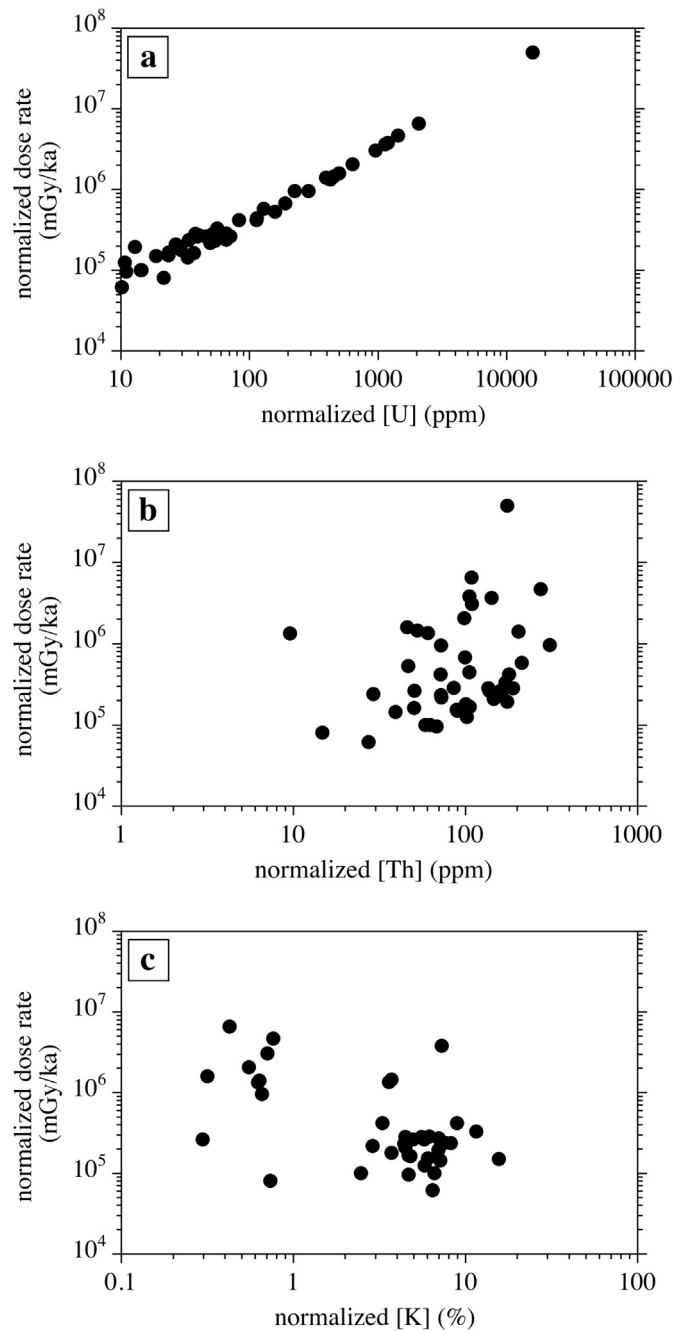 a
10^8
10^7
10^6
10^5
10^4
normalized dose rate
(mGy/ka)
10 100 1000 10000 100000
normalized [U] (ppm)
b
10^8
10^7
10^6
10^5
10^4
normalized dose rate
(mGy/ka)
1 10 100 1000
normalized [Th] (ppm)
c
10^8
10^7
10^6
10^5
10^4
normalized dose rate
(mGy/ka)
0.1 1 10 100
normalized [K] (%)